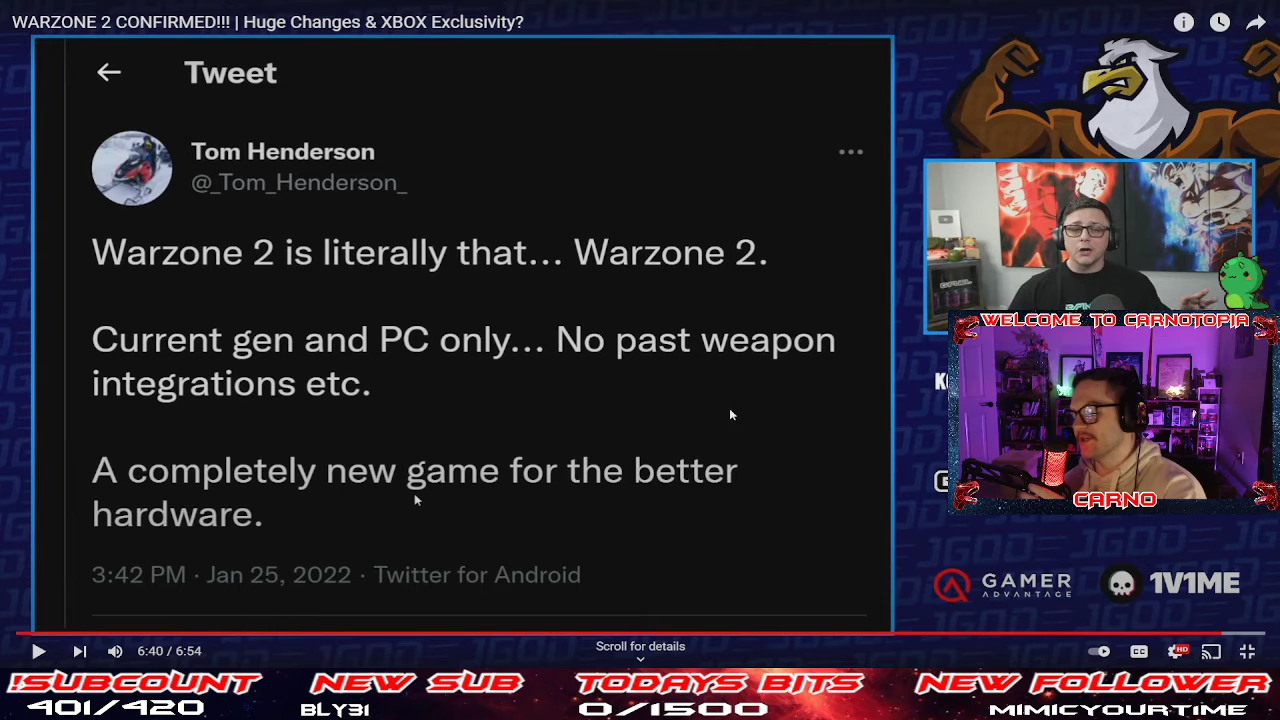 WARZONE 2 CONFIRMED!!! | Huge Changes & XBOX Exclusivity?
Tweet
Tom Henderson
@_Tom_Henderson_
Warzone 2 is literally that... Warzone 2.
Current gen and PC only... No past weapon
integrations etc.
A completely new game for the better
hardware.
3:42 PM · Jan 25, 2022 · Twitter for Android
WELCOME TO CARNOTOPIA
CARNO
GAMER
ADVANTAGE
1V1ME
6:40 / 6:54
Scroll for details
CC
HD
!SUBCOUNT
401/420
NEW SUB
BLY31
TODAYS BITS
0/1500
NEW FOLLOWER
MIMICYOURTIME
JGOD